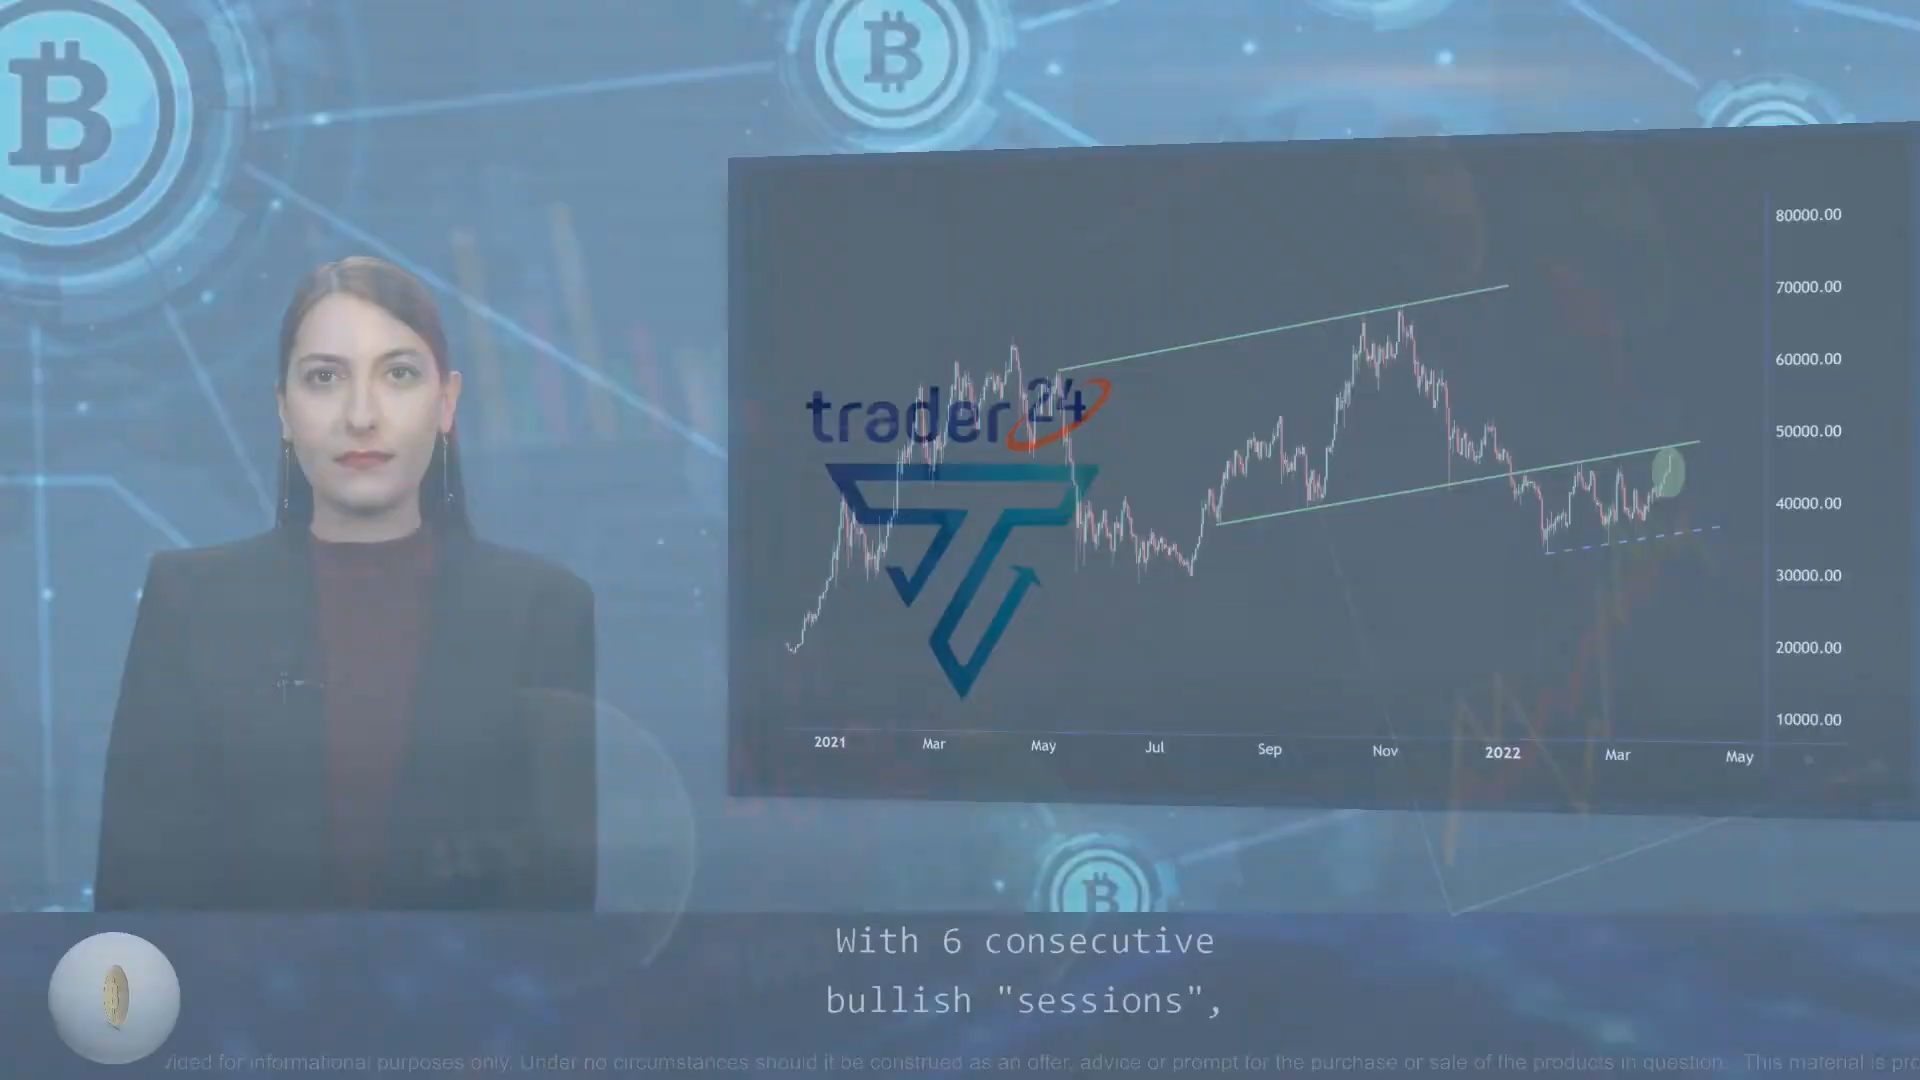 80000.00
70000.00
60000.00
50000.00
40000.00
30000.00
20000.00
10000.00
trader 24
2021 Mar May Jul Sep Nov 2022 Mar May
With 6 consecutive
bullish "sessions",
for informational purposes only. Under no circumstances should it be construed as an offer, advice or prompt for the purchase or sale of the products in question. This material is